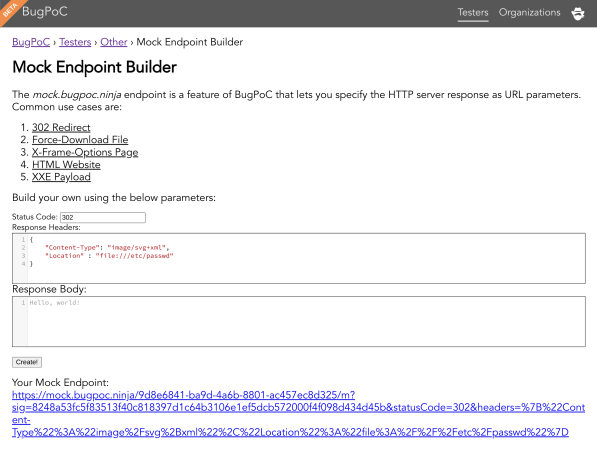 BETA
BugPoC
Testers Organizations
BugPoC › Testers › Other › Mock Endpoint Builder
Mock Endpoint Builder
The mock.bugpoc.ninja endpoint is a feature of BugPoC that lets you specify the HTTP server response as URL parameters.
Common use cases are:
1. 302 Redirect
2. Force-Download File
3. X-Frame-Options Page
4. HTML Website
5. XXE Payload
Build your own using the below parameters:
Status Code: 302
Response Headers:
1 {
2 "Content-Type": "image/svg+xml",
3 "Location" : "file:///etc/passwd"
4 }
Response Body:
1 Hello, world!
Create!
Your Mock Endpoint:
https://mock.bugpoc.ninja/9d8e6841-ba9d-4a6b-8801-ac457ec8d325/m?
sig=8248a53fc5f83513f40c818397d1c64b3106e1ef5dcb572000f4f098d434d45b&statusCode=302&headers=%7B%22Cont
ent-
Type%22%3A%22image%2Fsvg%2Bxml%22%2C%22Location%22%3A%22file%3A%2F%2F%2Fetc%2Fpasswd%22%7D